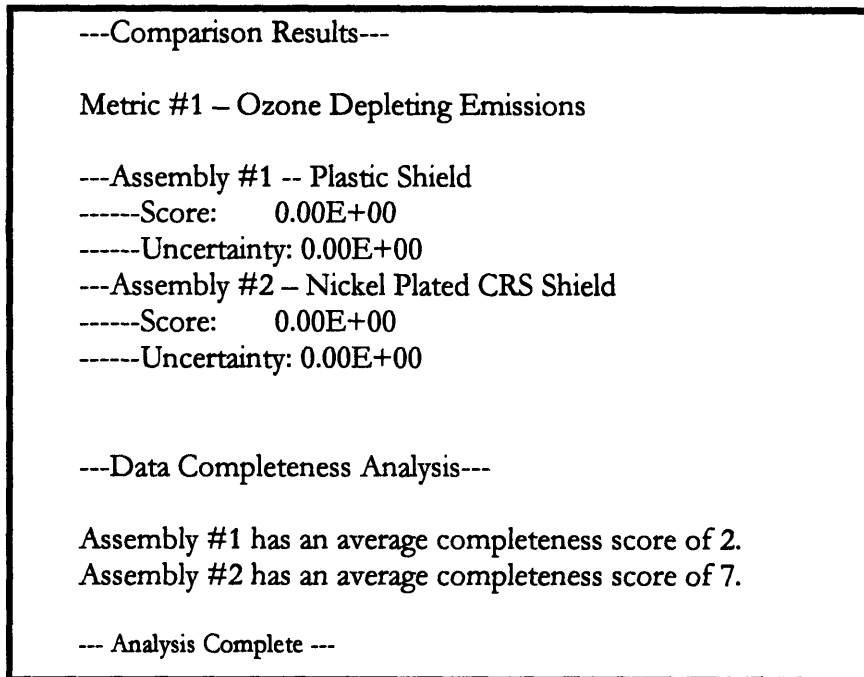 ---Comparison Results---
Metric #1 – Ozone Depleting Emissions
---Assembly #1 -- Plastic Shield
------Score: 0.00E+00
------Uncertainty: 0.00E+00
---Assembly #2 – Nickel Plated CRS Shield
------Score: 0.00E+00
------Uncertainty: 0.00E+00
---Data Completeness Analysis---
Assembly #1 has an average completeness score of 2.
Assembly #2 has an average completeness score of 7.
--- Analysis Complete ---